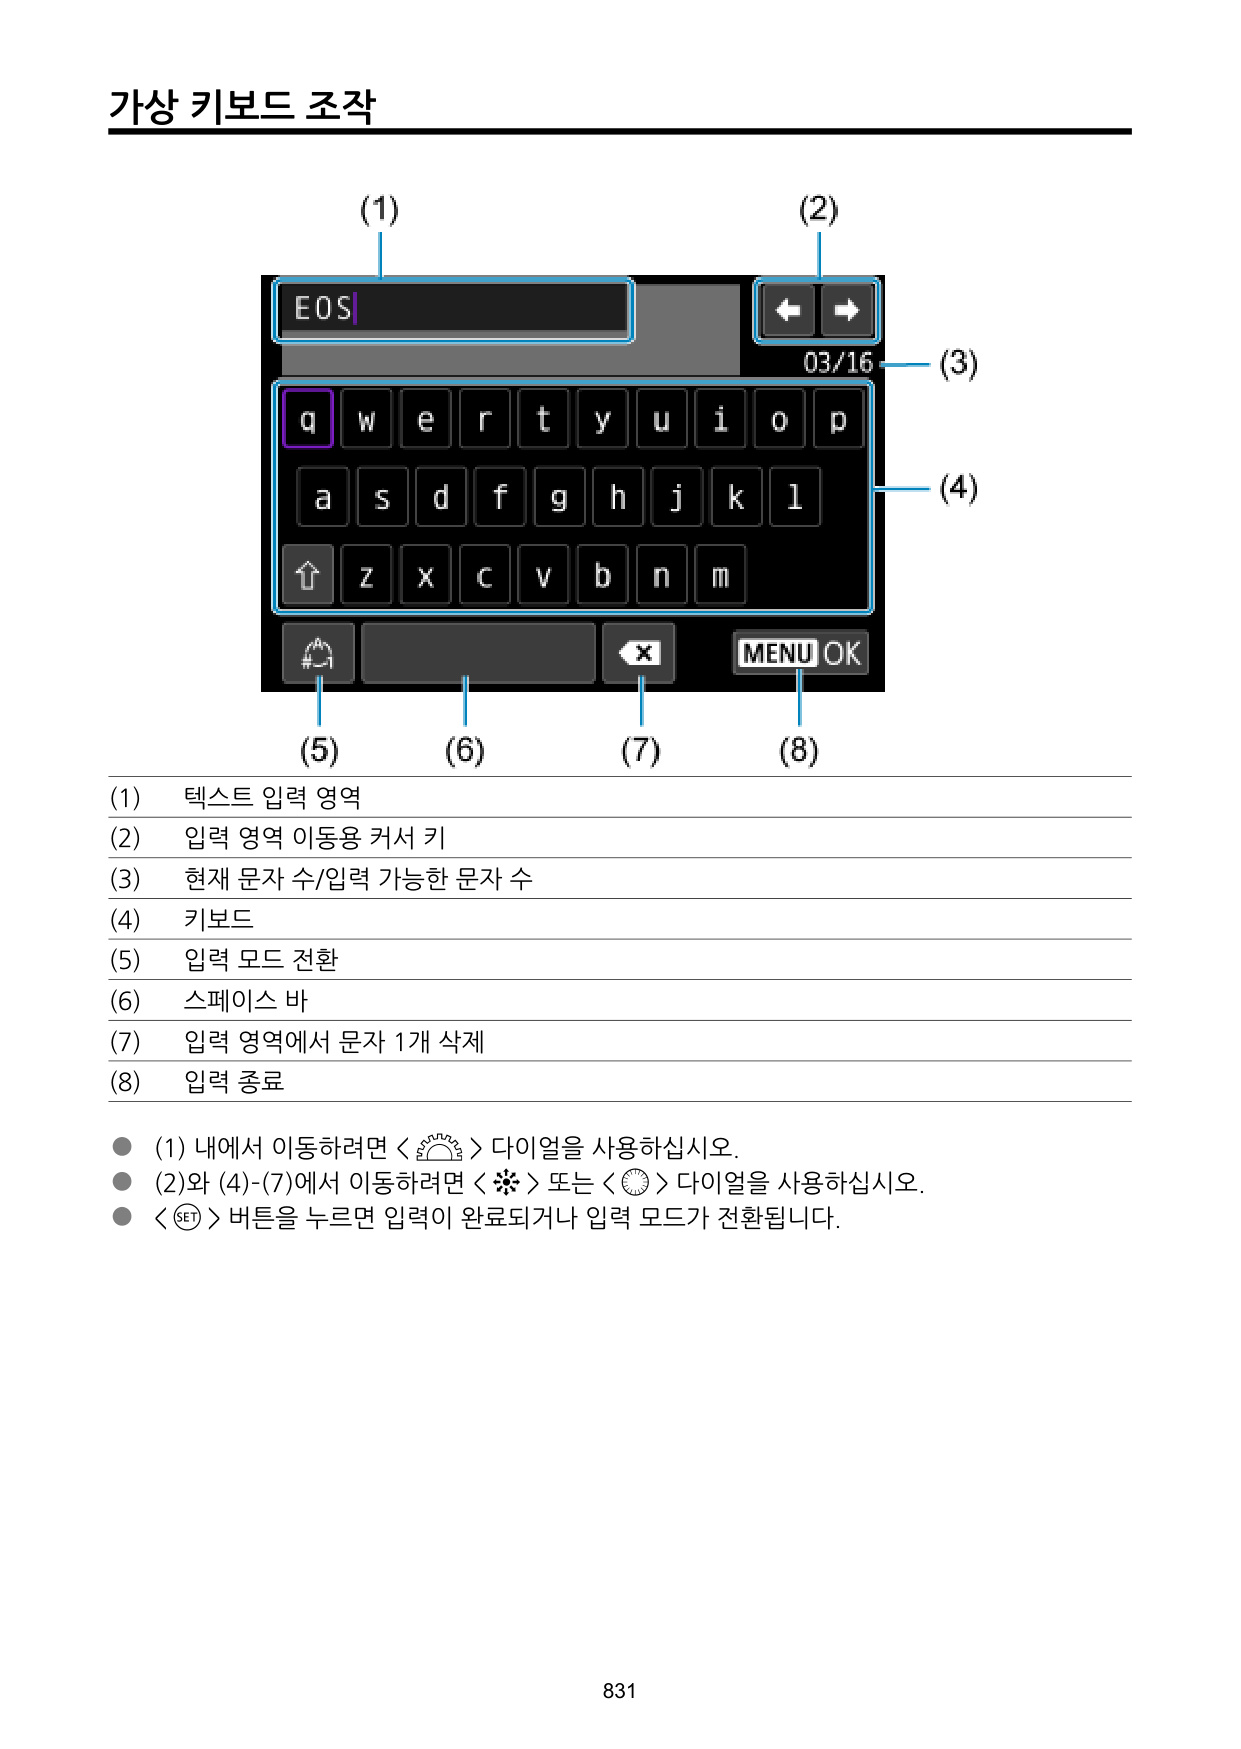 가상 키보드 조작
(1) (2)
EOS
03/16 (3)
q w e r t y u i o p
a s d f g h j k l (4)
z x c v b n m
MENU OK
(5) (6) (7) (8)
(1) 텍스트 입력 영역
(2) 입력 영역 이동용 커서 키
(3) 현재 문자 수/입력 가능한 문자 수
(4) 키보드
(5) 입력 모드 전환
(6) 스페이스 바
(7) 입력 영역에서 문자 1개 삭제
(8) 입력 종료
● (1) 내에서 이동하려면 < > 다이얼을 사용하십시오.
● (2)와 (4)-(7)에서 이동하려면 < > 또는 < > 다이얼을 사용하십시오.
● < SET > 버튼을 누르면 입력이 완료되거나 입력 모드가 전환됩니다.
831